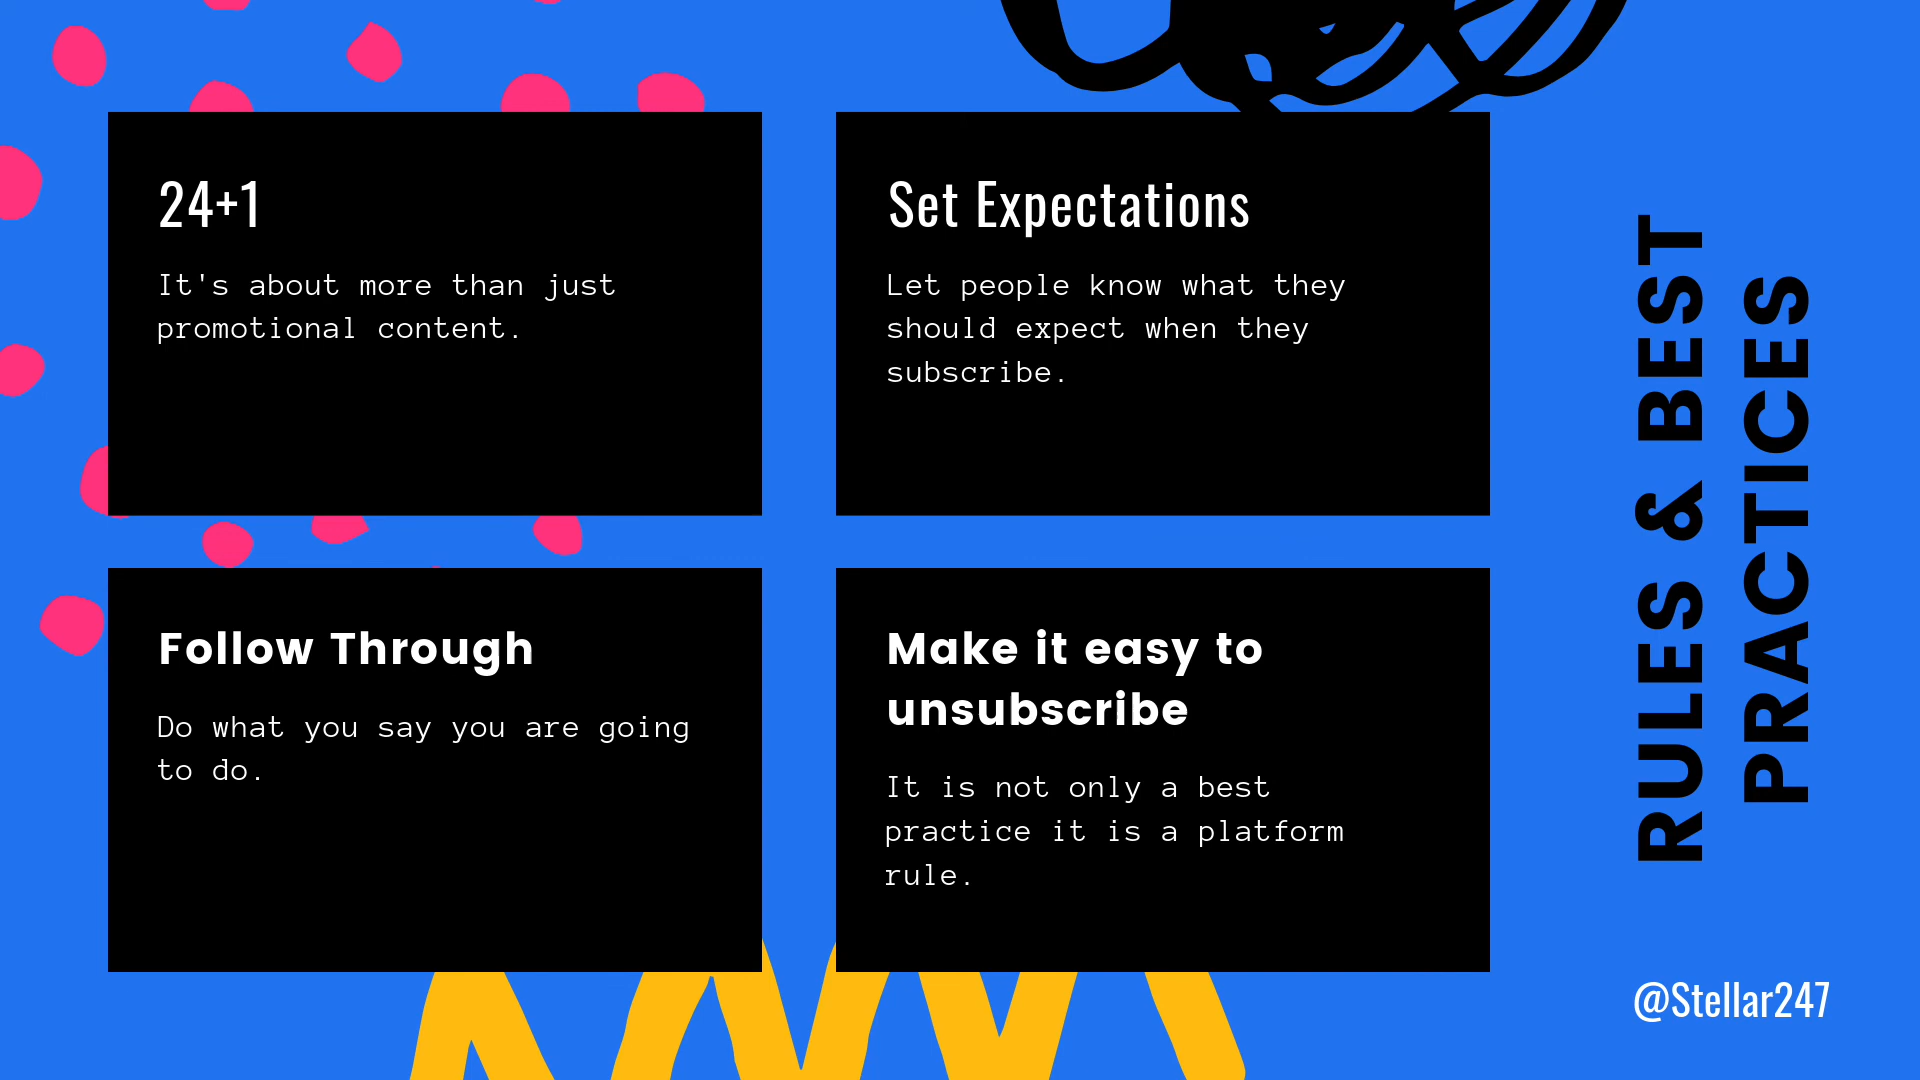 24+1
It's about more than just
promotional content.
Set Expectations
Let people know what they
should expect when they
subscribe.
Follow Through
Do what you say you are going
to do.
Make it easy to
unsubscribe
It is not only a best
practice it is a platform
rule.
RULES & BEST
PRACTICES
@Stellar247